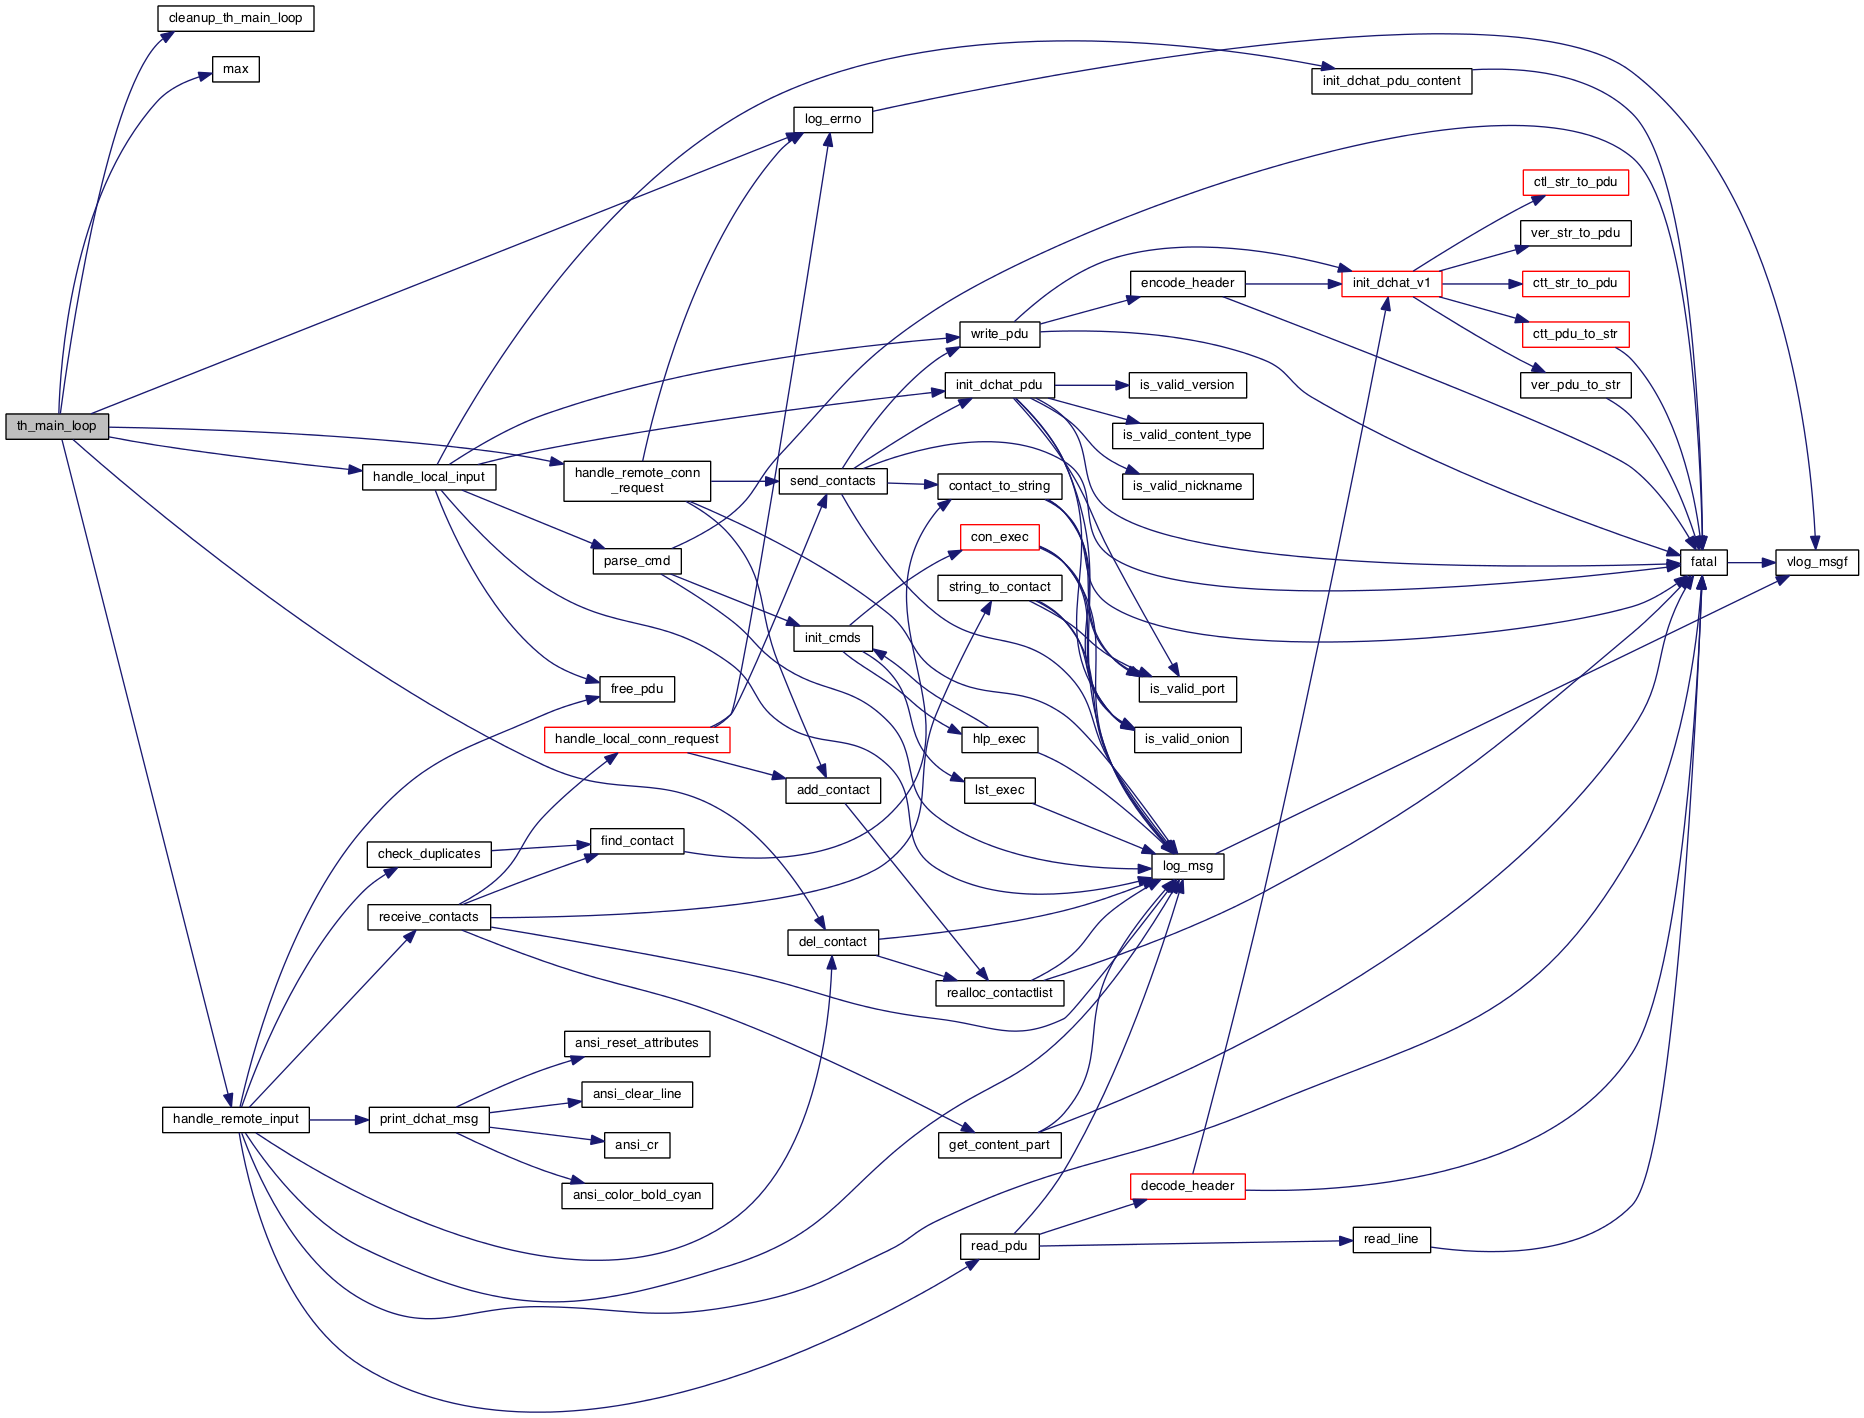 cleanup_th_main_loop
max
init_dchat_pdu_content
log_errno
ctl_str_to_pdu
ver_str_to_pdu
encode_header
init_dchat_v1
ctt_str_to_pdu
write_pdu
ctt_pdu_to_str
init_dchat_pdu
is_valid_version
ver_pdu_to_str
th_main_loop
is_valid_content_type
handle_local_input
handle_remote_conn
_request
send_contacts
contact_to_string
is_valid_nickname
con_exec
parse_cmd
fatal
vlog_msgf
string_to_contact
init_cmds
free_pdu
is_valid_port
handle_local_conn_request
hlp_exec
is_valid_onion
add_contact
lst_exec
find_contact
check_duplicates
log_msg
receive_contacts
del_contact
realloc_contactlist
ansi_reset_attributes
ansi_clear_line
handle_remote_input
print_dchat_msg
ansi_cr
get_content_part
ansi_color_bold_cyan
decode_header
read_pdu
read_line